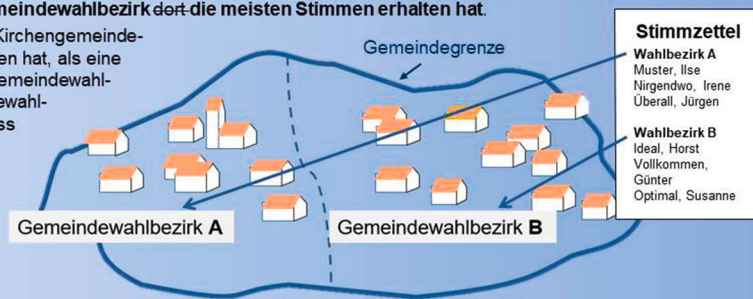 meindewahlbezirk dort die meisten Stimmen erhalten hat.
Kirchengemeinde-
en hat, als eine
emeindewahl-
ewahl-
ss
Gemeindegrenze
Gemeindewahlbezirk A
Gemeindewahlbezirk B
Stimmzettel
Wahlbezirk A
Muster, Ilse
Nirgendwo, Irene
Überall, Jürgen
Wahlbezirk B
Ideal, Horst
Vollkommen,
Günter
Optimal, Susanne